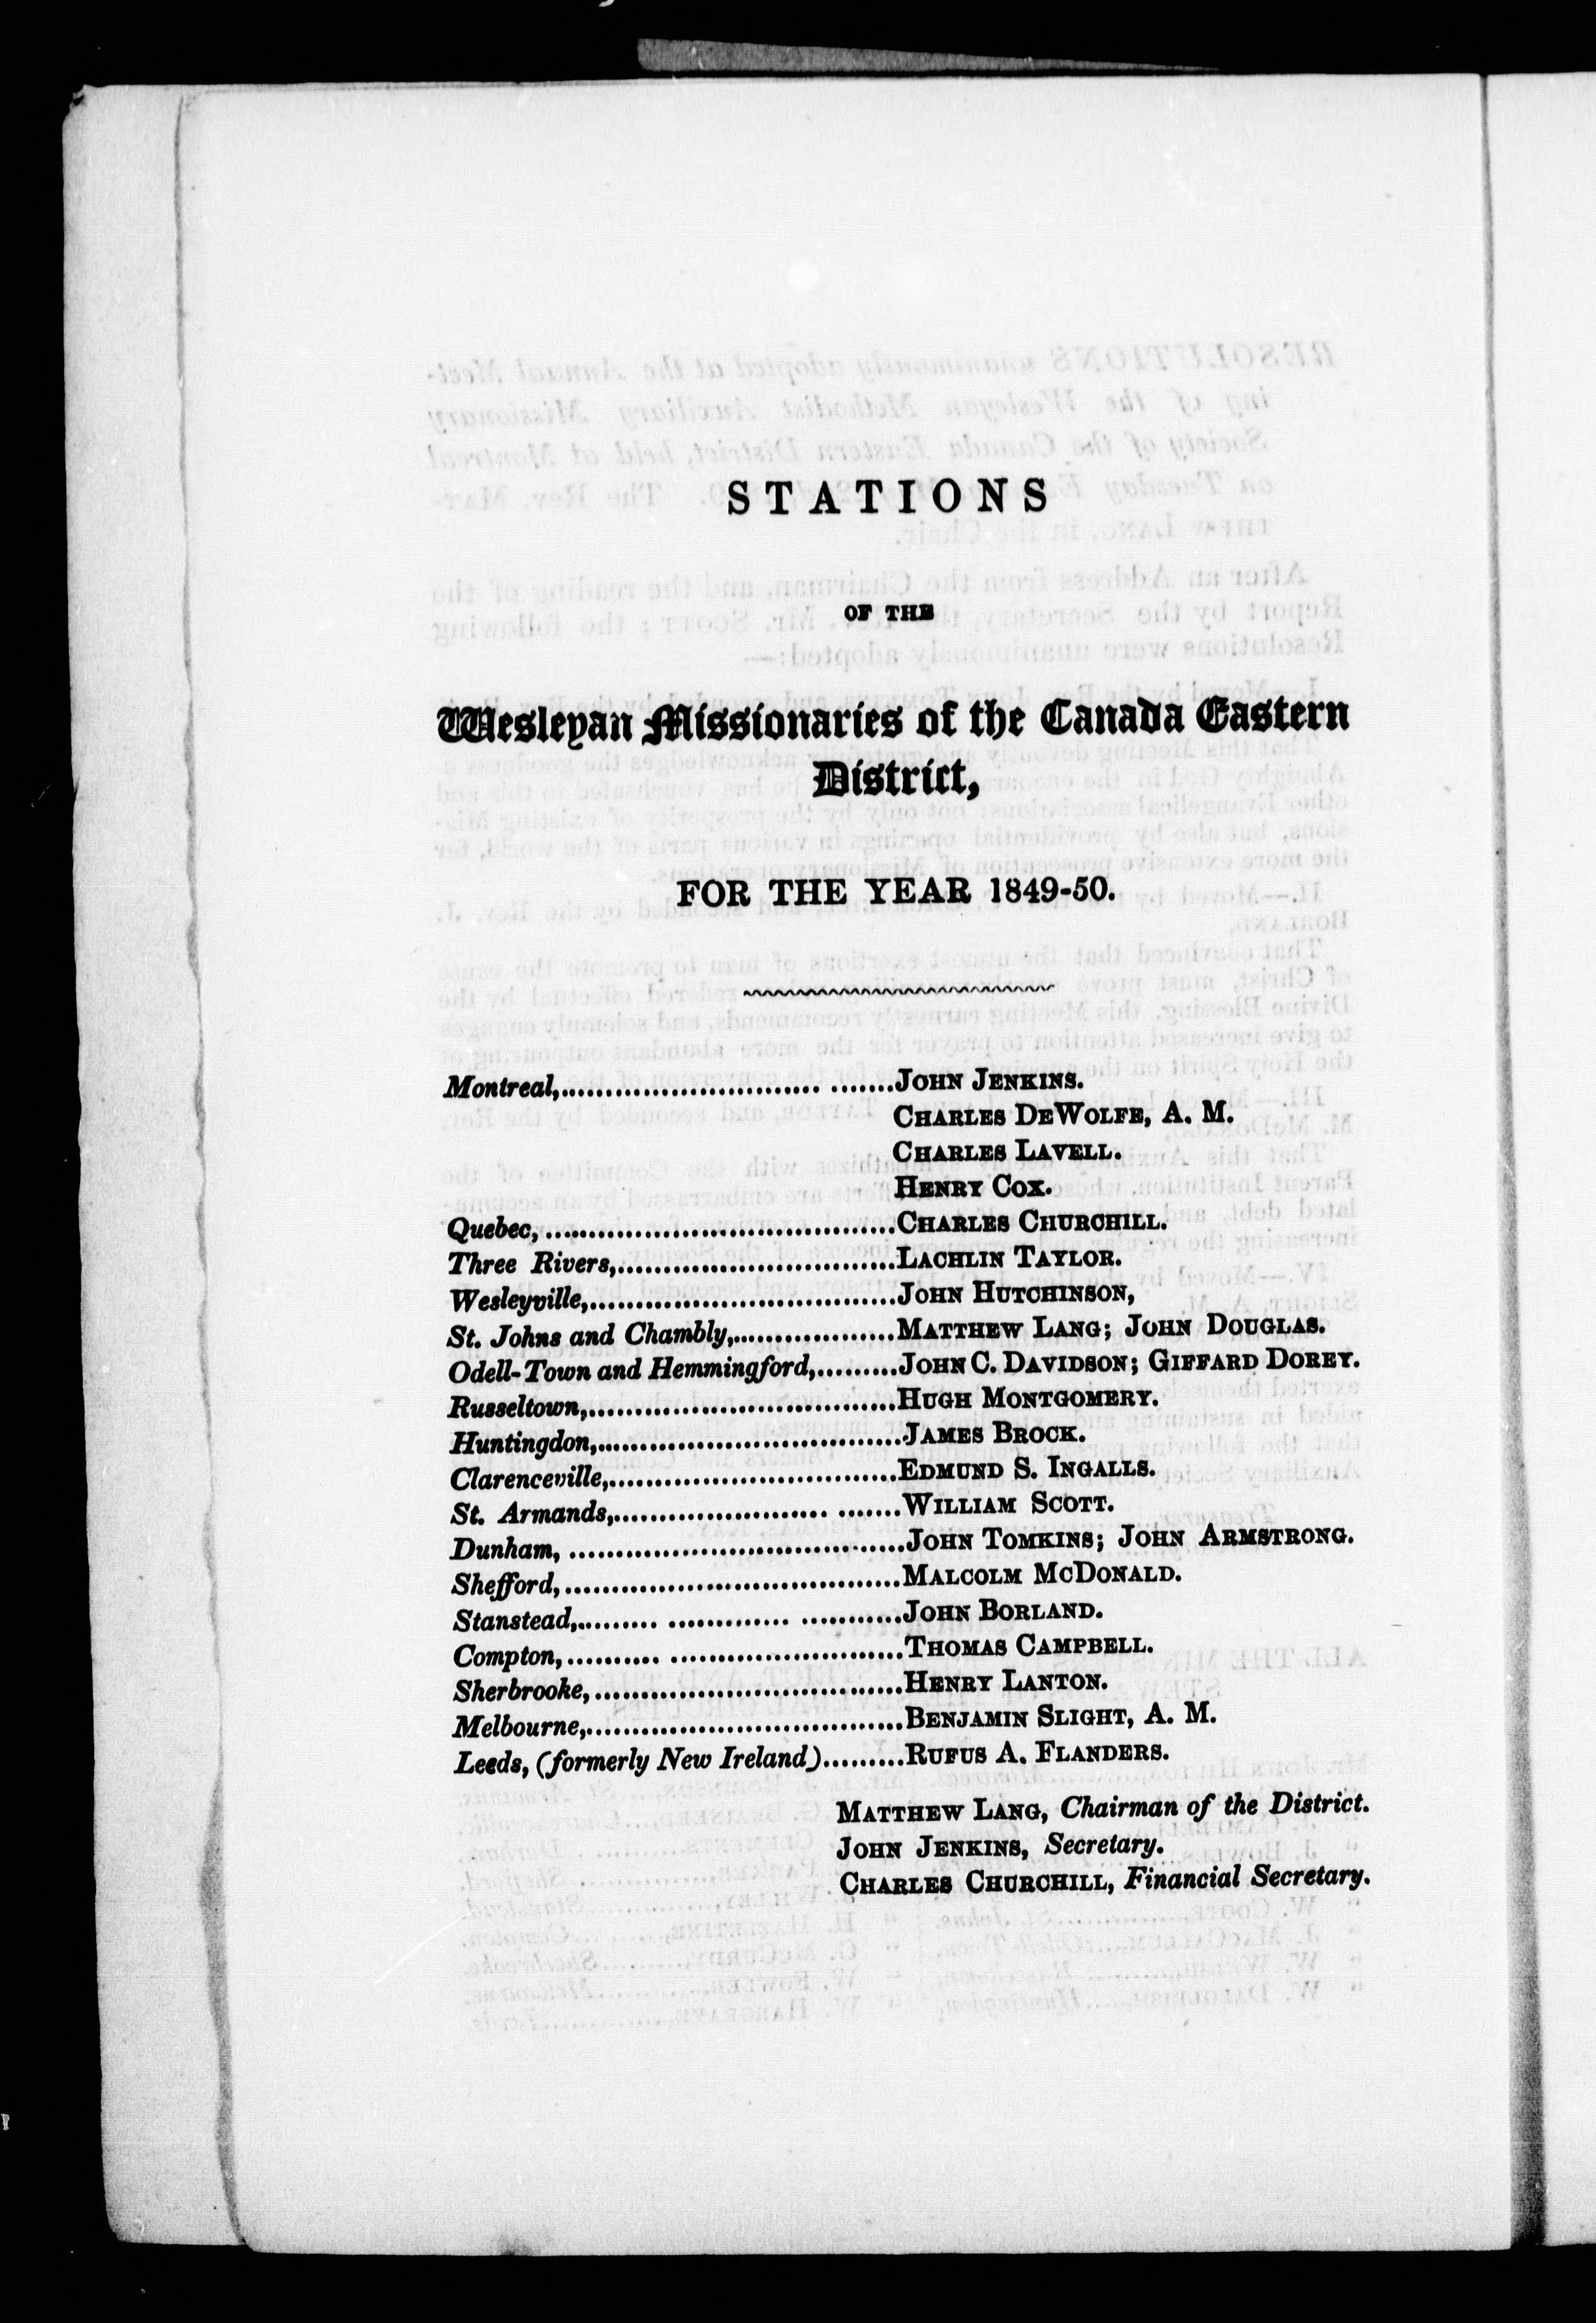 STATIONS
OF THE
Wesleyan Missionaries of the Canada Eastern
District,
FOR THE YEAR 1849-50.
Montreal,....................................JOHN JENKINS.
CHARLES DEWOLFE, A. M.
CHARLES LAVELL.
HENRY COX.
Quebec, ......................................CHARLES CHURCHILL.
Three Rivers,..............................LACHLIN TAYLOR.
Wesleyville,.................................JOHN HUTCHINSON,
St. Johns and Chambly,..................MATTHEW LANG; JOHN DOUGLAS.
Odell-Town and Hemmingford,.........JOHN C. DAVIDSON; GIFFARD DOREY.
Russeltown,.................................HUGH MONTGOMERY.
Huntingdon,.................................JAMES BROCK.
Clarenceville,...............................EDMUND S. INGALLS.
St. Armands,....................... .......WILLIAM SCOTT.
Dunham, ....................................JOHN TOMKINS; JOHN ARMSTRONG.
Shefford,....................................MALCOLM MCDONALD.
Stanstead,......... ............. ...........JOHN BORLAND.
Compton,.......... .........................THOMAS CAMPBELL.
Sherbrooke,.................................HENRY LANTON.
Melbourne,..................................BENJAMIN SLIGHT, A. M.
Leeds, (formerly New Ireland).........RUFUS A. FLANDERS.
MATTHEW LANG, Chairman of the District.
JOHN JENKINS, Secretary.
CHARLES CHURCHILL, Financial Secretary.